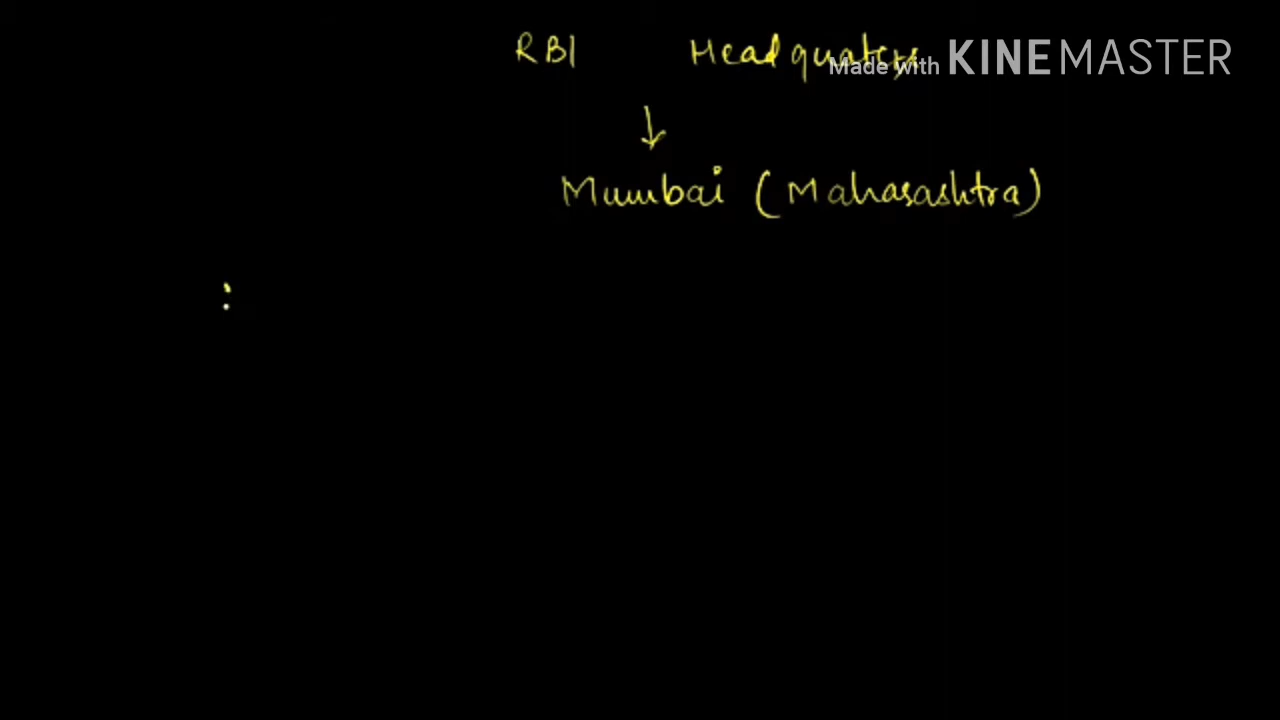 RBI Headquaters
Made with KINEMASTER
↓
Mumbai (Maharashtra)
: